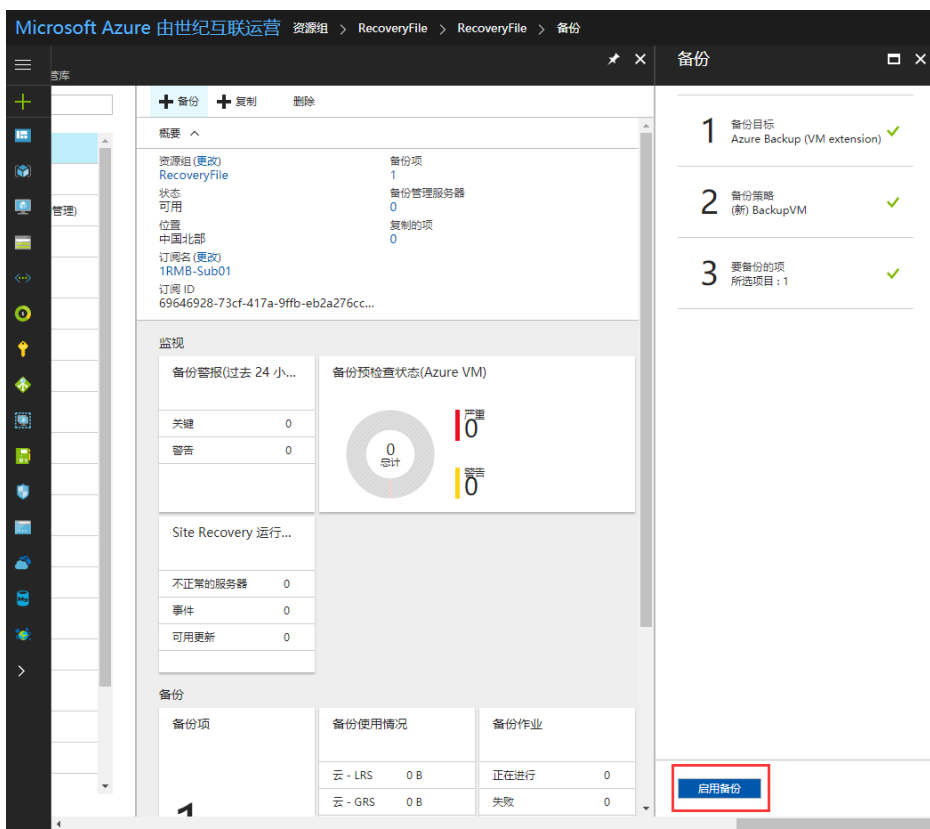 Microsoft Azure 由世纪互联运营 资源组 > RecoveryFile > RecoveryFile > 备份
备份
+ 备份 + 复制 删除
概要
管理)
资源组 (更改)
RecoveryFile
状态
可用
位置
中国北部
订阅名 (更改)
1RMB-Sub01
订阅 ID
69646928-73cf-417a-9ffb-eb2a276cc...
备份项
1
备份管理服务器
0
复制的项
0
监视
备份警报(过去 24 小...
关键 0
警告 0
备份预检查状态(Azure VM)
0
总计
严重
0
警告
0
Site Recovery 运行...
不正常的服务器 0
事件 0
可用更新 0
备份
备份项
1
备份使用情况
云 - LRS 0 B
云 - GRS 0 B
备份作业
正在进行 0
失败 0
1 备份目标
Azure Backup (VM extension)
2 备份策略
(新) BackupVM
3 要备份的项
所选项目 : 1
启用备份